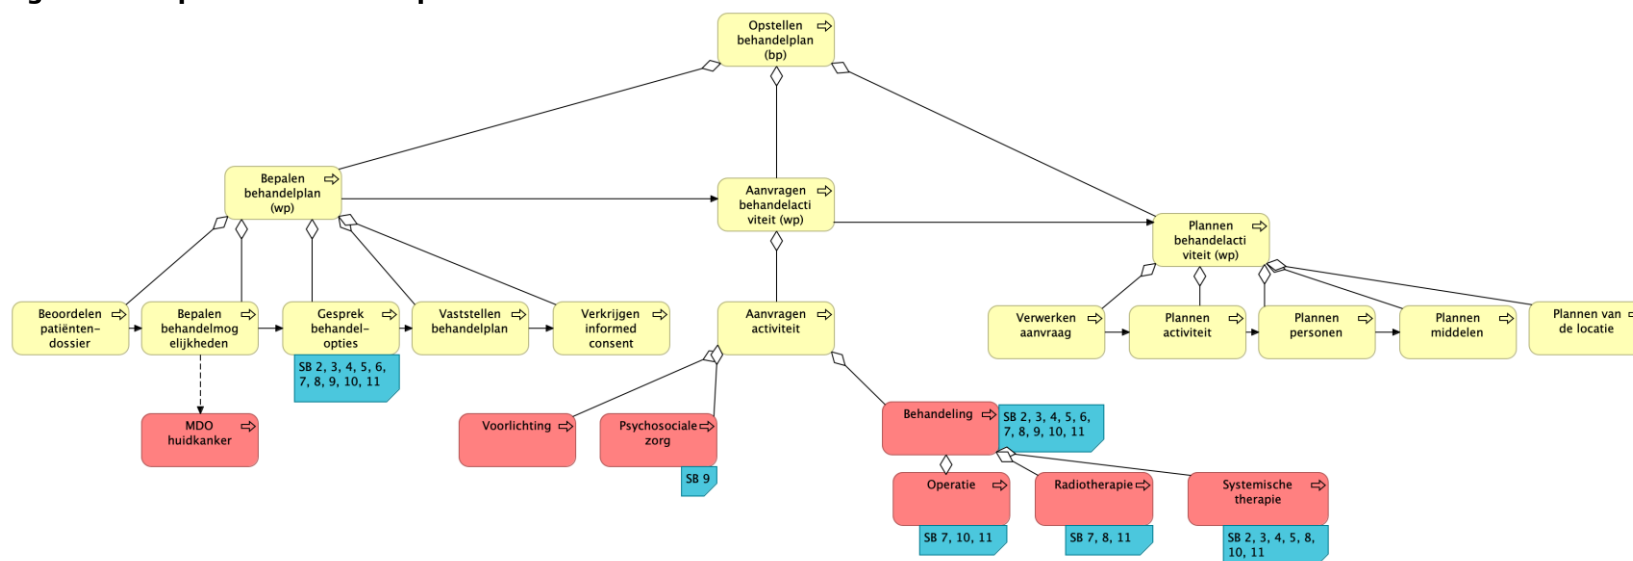 Opstellen
behandelplan
(bp)
Bepalen
behandelplan
(wp)
Aanvragen
behandelacti
viteit (wp)
Plannen
behandelacti
viteit (wp)
Beoordelen
patiënten-
dossier
Bepalen
behandelmog
elijkheden
Gesprek
behandel-
opties
SB 2, 3, 4, 5, 6,
7, 8, 9, 10, 11
Vaststellen
behandelplan
Verkrijgen
informed
consent
Aanvragen
activiteit
Verwerken
aanvraag
Plannen
activiteit
Plannen
personen
Plannen
middelen
Plannen van
de locatie
MDO
huidkanker
Voorlichting
Psychosociale
zorg
SB 9
Behandeling
SB 2, 3, 4, 5, 6,
7, 8, 9, 10, 11
Operatie
SB 7, 10, 11
Radiotherapie
SB 7, 8, 11
Systemische
therapie
SB 2, 3, 4, 5, 8,
10, 11